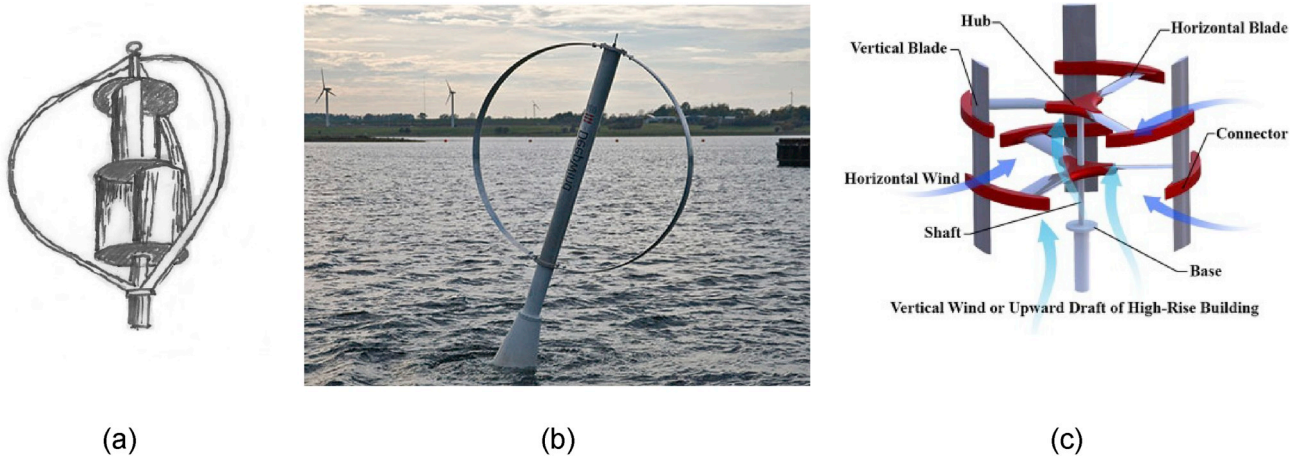 Hub
Horizontal Blade
Vertical Blade
Connector
Horizontal Wind
Shaft
Base
Vertical Wind or Upward Draft of High-Rise Building
DeepWind
(a)
(b)
(c)